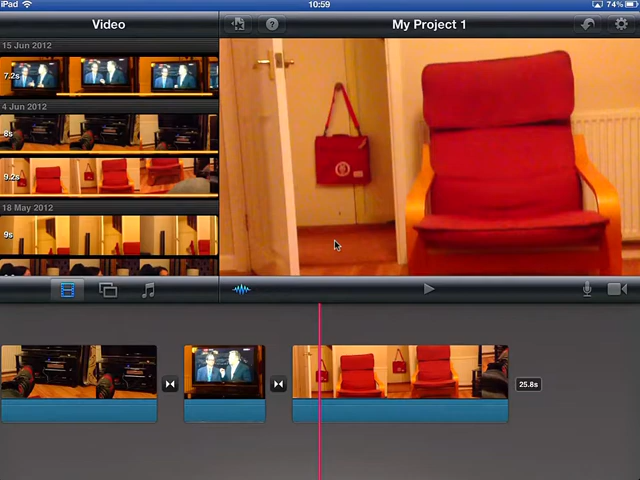 iPad
10:59
74%
Video
My Project 1
15 Jun 2012
7.2s
4 Jun 2012
8s
9.2s
18 May 2012
9s
25.8s